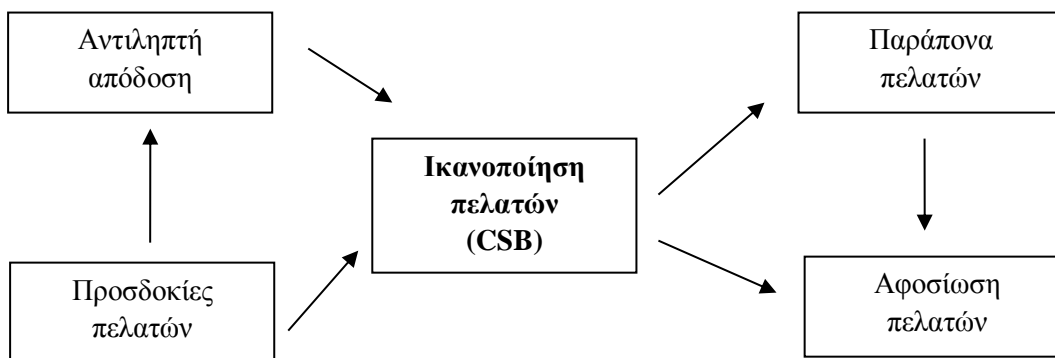 Αντιληπτή
απόδοση
Παράπονα
πελατών
Ικανοποίηση
πελατών
(CSB)
Προσδοκίες
πελατών
Αφοσίωση
πελατών